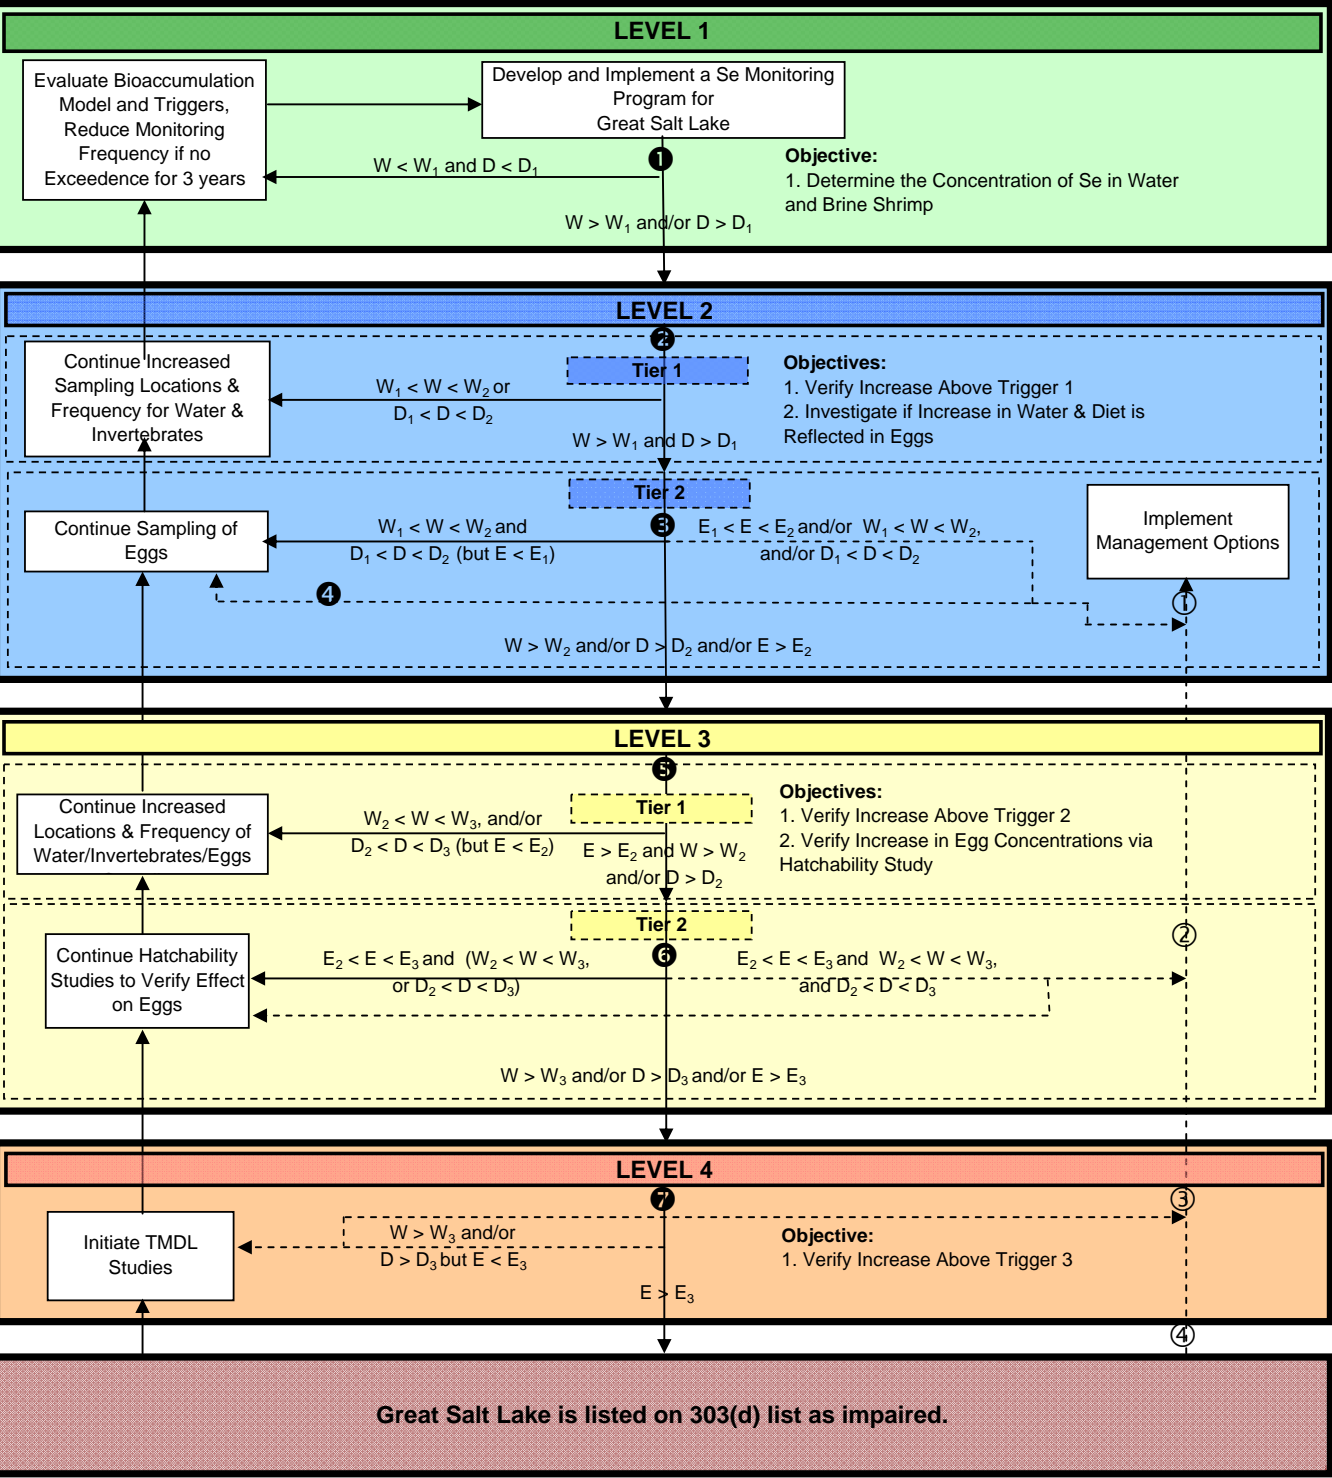 LEVEL 1
Evaluate Bioaccumulation
Model and Triggers,
Reduce Monitoring
Frequency if no
Exceedence for 3 years
Develop and Implement a Se Monitoring
Program for
Great Salt Lake
❶
W < W₁ and D < D₁
Objective:
1. Determine the Concentration of Se in Water
and Brine Shrimp
W > W₁ and/or D > D₁
LEVEL 2
❷
Continue Increased
Sampling Locations &
Frequency for Water &
Invertebrates
Tier 1
W₁ < W < W₂ or
D₁ < D < D₂
W > W₁ and D > D₁
Objectives:
1. Verify Increase Above Trigger 1
2. Investigate if Increase in Water & Diet is
Reflected in Eggs
Tier 2
❸
Continue Sampling of
Eggs
W₁ < W < W₂ and
D₁ < D < D₂ (but E < E₁)
E₁ < E < E₂ and/or W₁ < W < W₂,
and/or D₁ < D < D₂
Implement
Management Options
❹
①
W > W₂ and/or D > D₂ and/or E > E₂
LEVEL 3
❺
Continue Increased
Locations & Frequency of
Water/Invertebrates/Eggs
Tier 1
W₂ < W < W₃, and/or
D₂ < D < D₃ (but E < E₂)
E > E₂ and W > W₂
and/or D > D₂
Objectives:
1. Verify Increase Above Trigger 2
2. Verify Increase in Egg Concentrations via
Hatchability Study
Tier 2
❻
②
Continue Hatchability
Studies to Verify Effect
on Eggs
E₂ < E < E₃ and (W₂ < W < W₃,
or D₂ < D < D₃)
E₂ < E < E₃ and W₂ < W < W₃,
and D₂ < D < D₃
W > W₃ and/or D > D₃ and/or E > E₃
LEVEL 4
❼
③
Initiate TMDL
Studies
W > W₃ and/or
D > D₃ but E < E₃
Objective:
1. Verify Increase Above Trigger 3
E > E₃
④
Great Salt Lake is listed on 303(d) list as impaired.